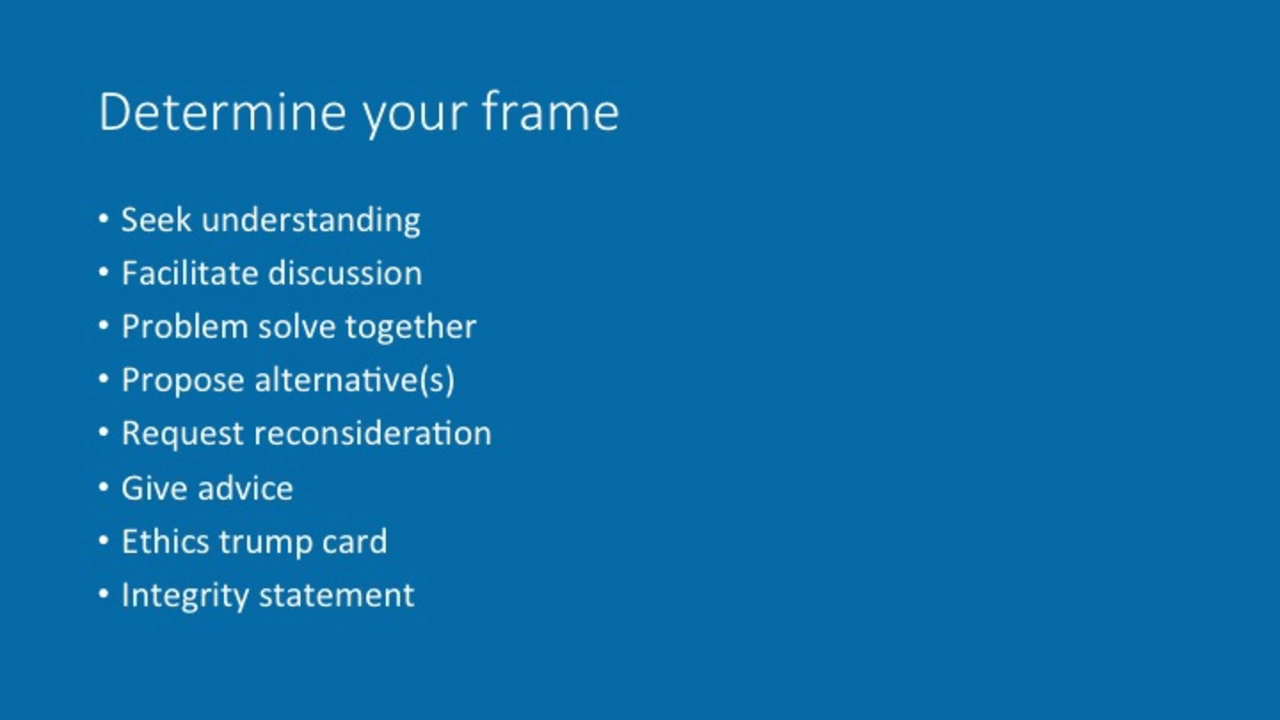 Determine your frame
• Seek understanding
• Facilitate discussion
• Problem solve together
• Propose alternative(s)
• Request reconsideration
• Give advice
• Ethics trump card
• Integrity statement